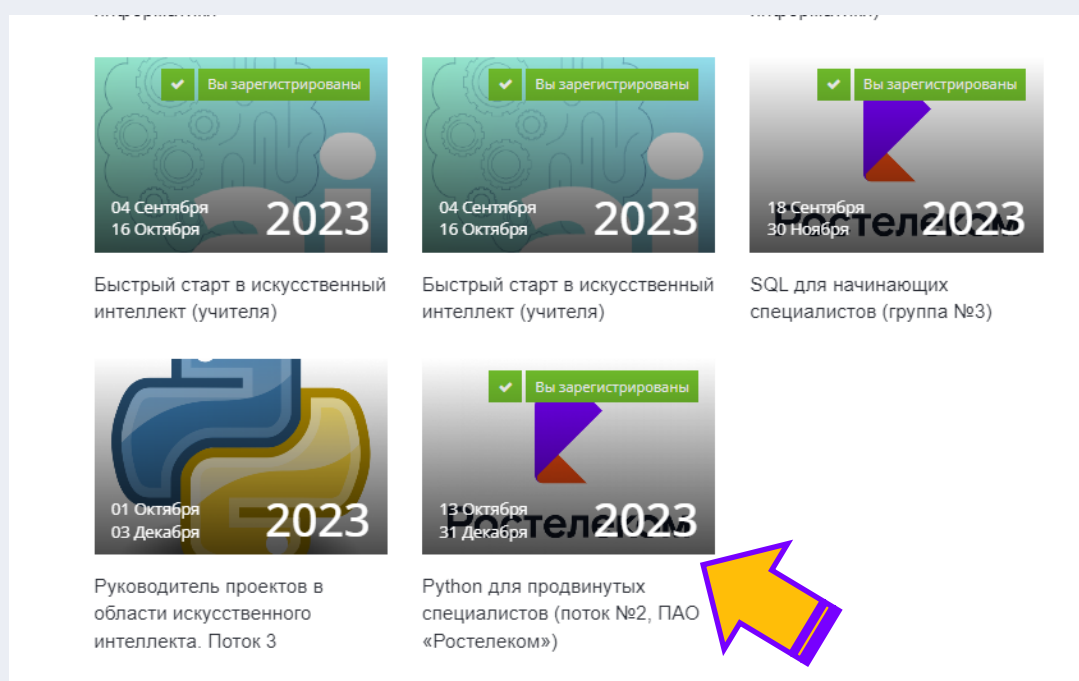 Вы зарегистрированы
Вы зарегистрированы
Вы зарегистрированы
04 Сентября
16 Октября
2023
04 Сентября
16 Октября
2023
18 Сентября
30 Ноября
2023
Ростелеком
Быстрый старт в искусственный
интеллект (учителя)
Быстрый старт в искусственный
интеллект (учителя)
SQL для начинающих
специалистов (группа №3)
Вы зарегистрированы
01 Октября
03 Декабря
2023
13 Октября
31 Декабря
2023
Ростелеком
Руководитель проектов в
области искусственного
интеллекта. Поток 3
Python для продвинутых
специалистов (поток №2, ПАО
«Ростелеком»)